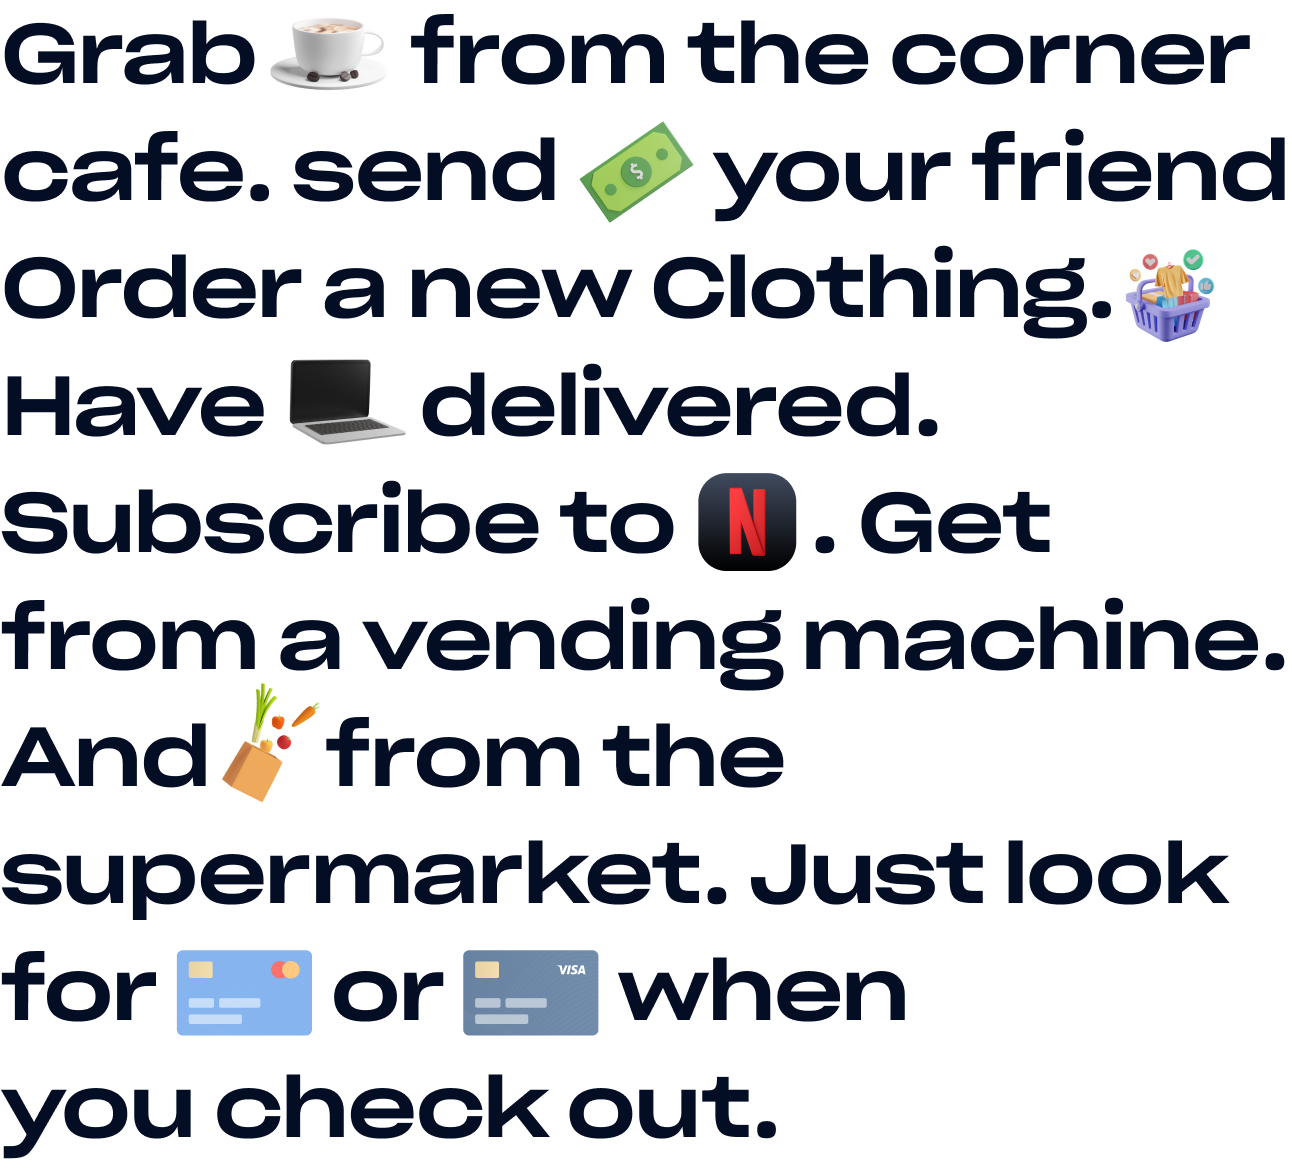 Grab from the corner
cafe. send $ your friend
Order a new Clothing.
Have delivered.
Subscribe to N . Get
from a vending machine.
And from the
supermarket. Just look
for or VISA when
you check out.